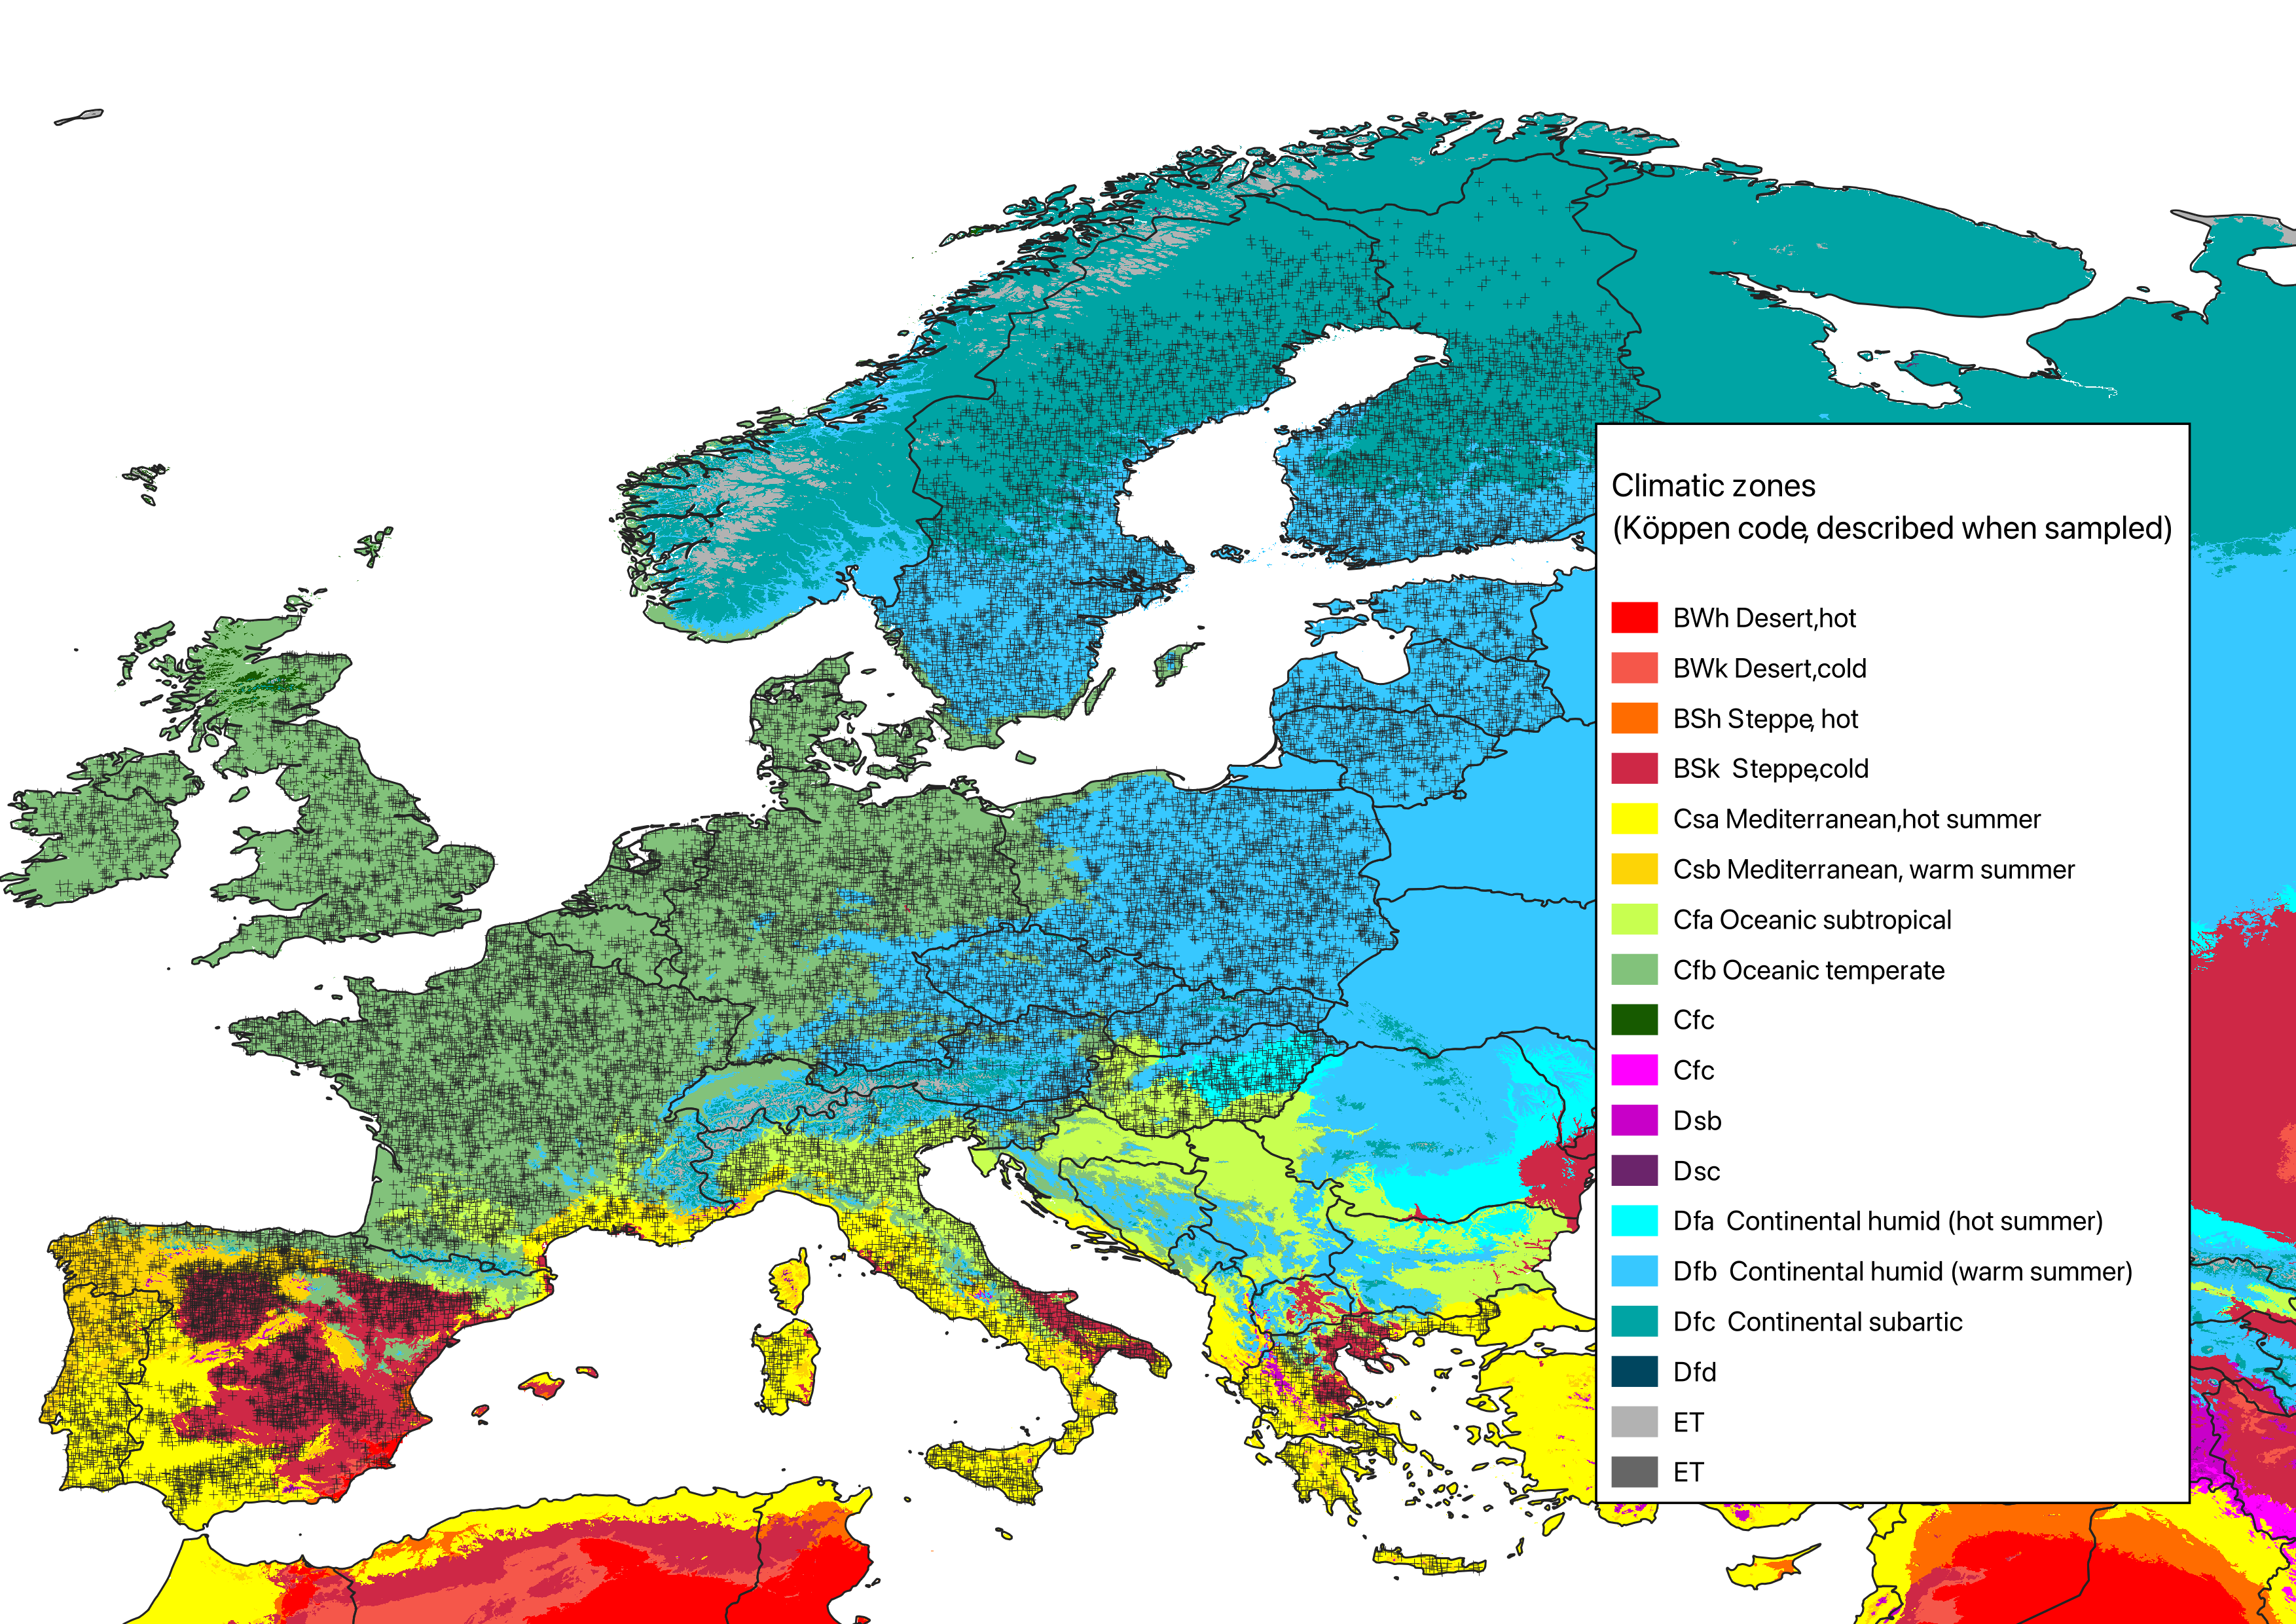 Climatic zones
(Köppen code, described when sampled)
BWh Desert,hot
BWk Desert,cold
BSh Steppe, hot
BSk Steppe,cold
Csa Mediterranean,hot summer
Csb Mediterranean, warm summer
Cfa Oceanic subtropical
Cfb Oceanic temperate
Cfc
Cfc
Dsb
Dsc
Dfa Continental humid (hot summer)
Dfb Continental humid (warm summer)
Dfc Continental subartic
Dfd
ET
ET